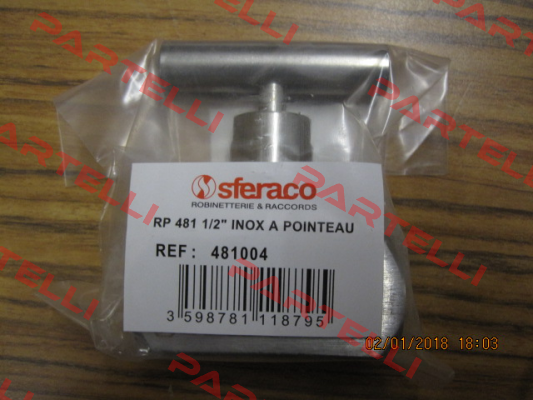 sferaco
ROBINETTERIE & RACCORDS
RP 481 1/2" INOX A POINTEAU
REF : 481004
3 598781 118795
02/01/2018 18:03
PARTELLI
PARTELLI
PARTELLI
PARTELLI
PARTELLI
PARTELLI